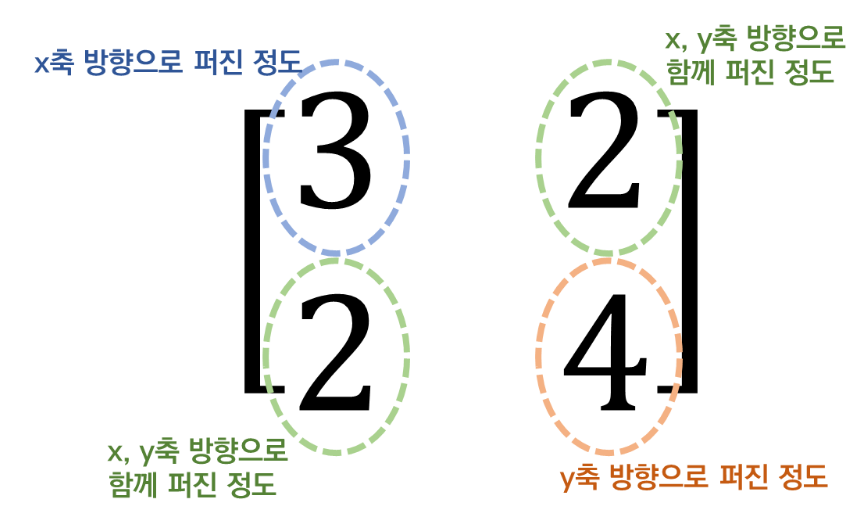 x축 방향으로 퍼진 정도
x, y축 방향으로
함께 퍼진 정도
3 2
2 4
x, y축 방향으로
함께 퍼진 정도
y축 방향으로 퍼진 정도